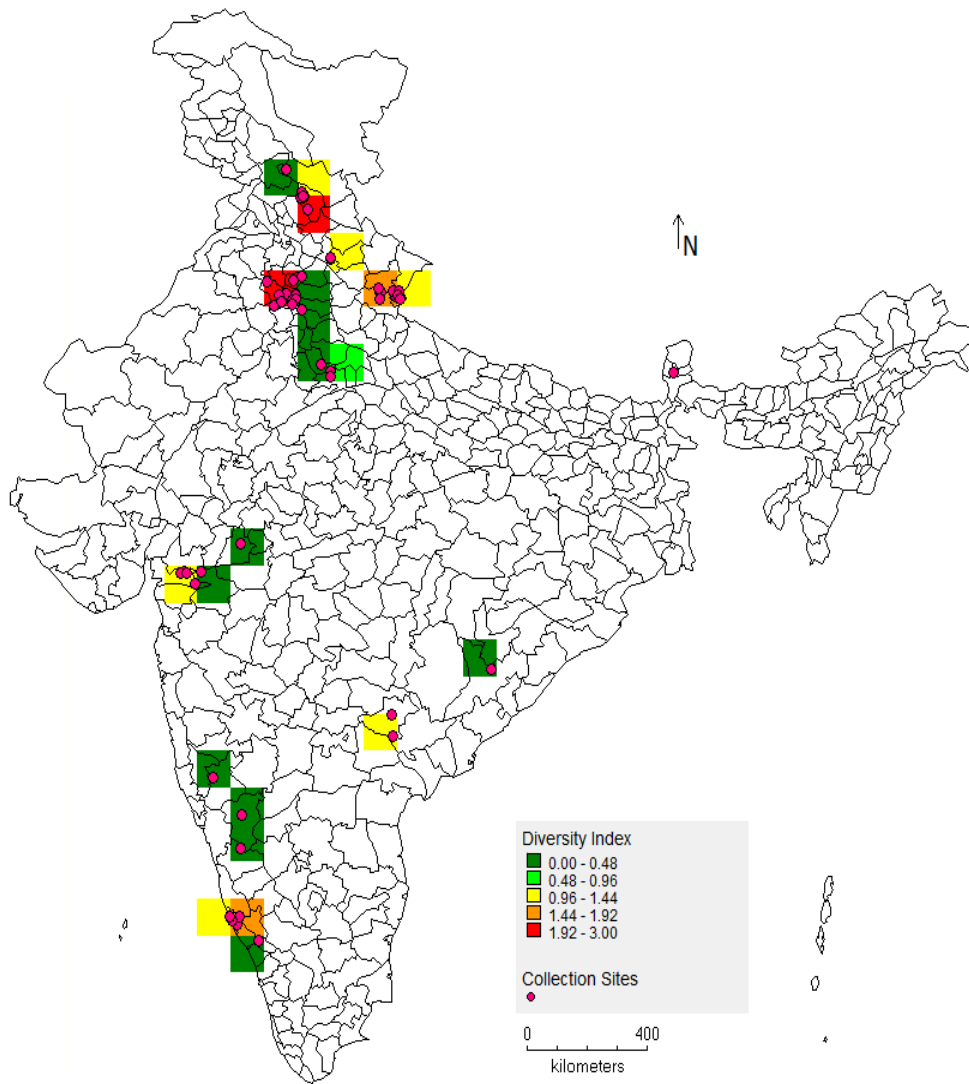 N
Diversity Index
0.00 - 0.48
0.48 - 0.96
0.96 - 1.44
1.44 - 1.92
1.92 - 3.00
Collection Sites
0 400
kilometers